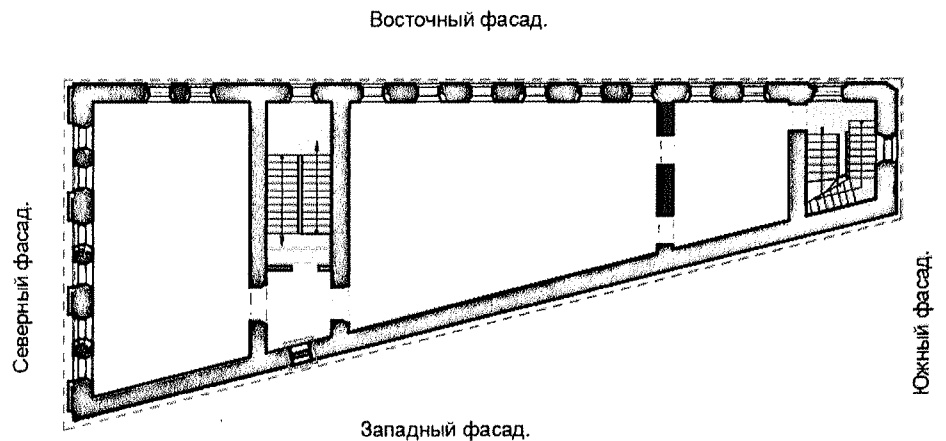 Восточный фасад.
Северный фасад.
Южный фасад.
Западный фасад.